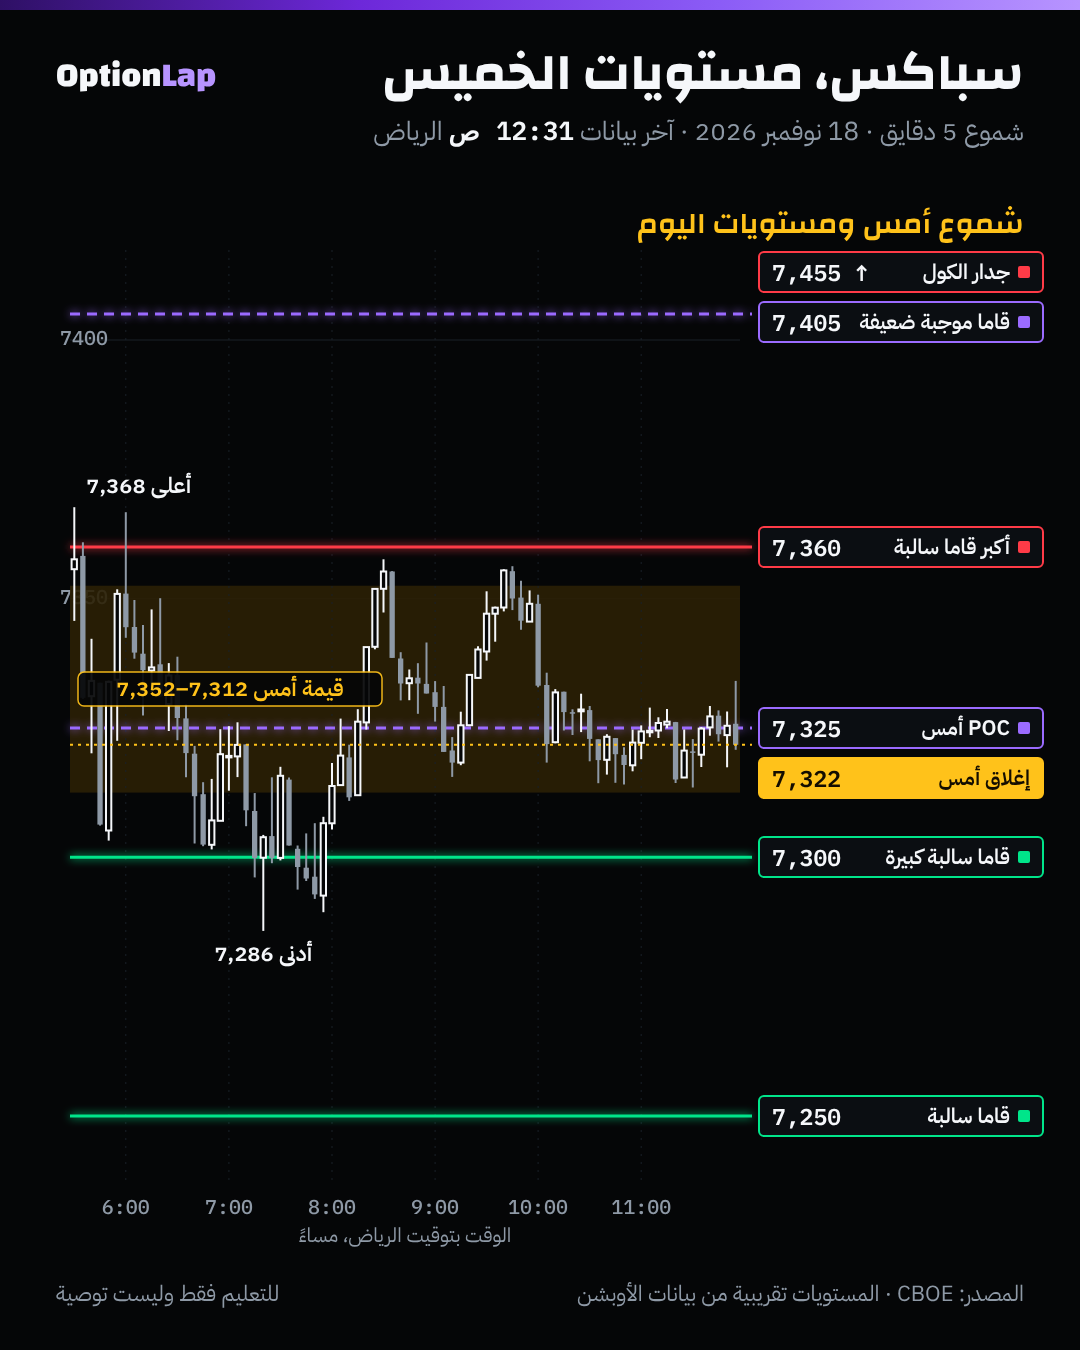 سباكس، مستويات الخميس
OptionLap
شموع 5 دقايق · 18 نوفمبر 2026 · آخر بيانات 12:31 ص الرياض
شموع أمس ومستويات اليوم
جدار الكول ↑ 7,455
قاما موجبة ضعيفة 7,405
7400
أعلى 7,368
أكبر قاما سالبة 7,360
7350
قيمة أمس 7,312–7,352
POC أمس 7,325
إغلاق أمس 7,322
قاما سالبة كبيرة 7,300
أدنى 7,286
قاما سالبة 7,250
6:00 7:00 8:00 9:00 10:00 11:00
الوقت بتوقيت الرياض، مساءً
المصدر: CBOE · المستويات تقريبية من بيانات الأوبشن
للتعليم فقط وليست توصية